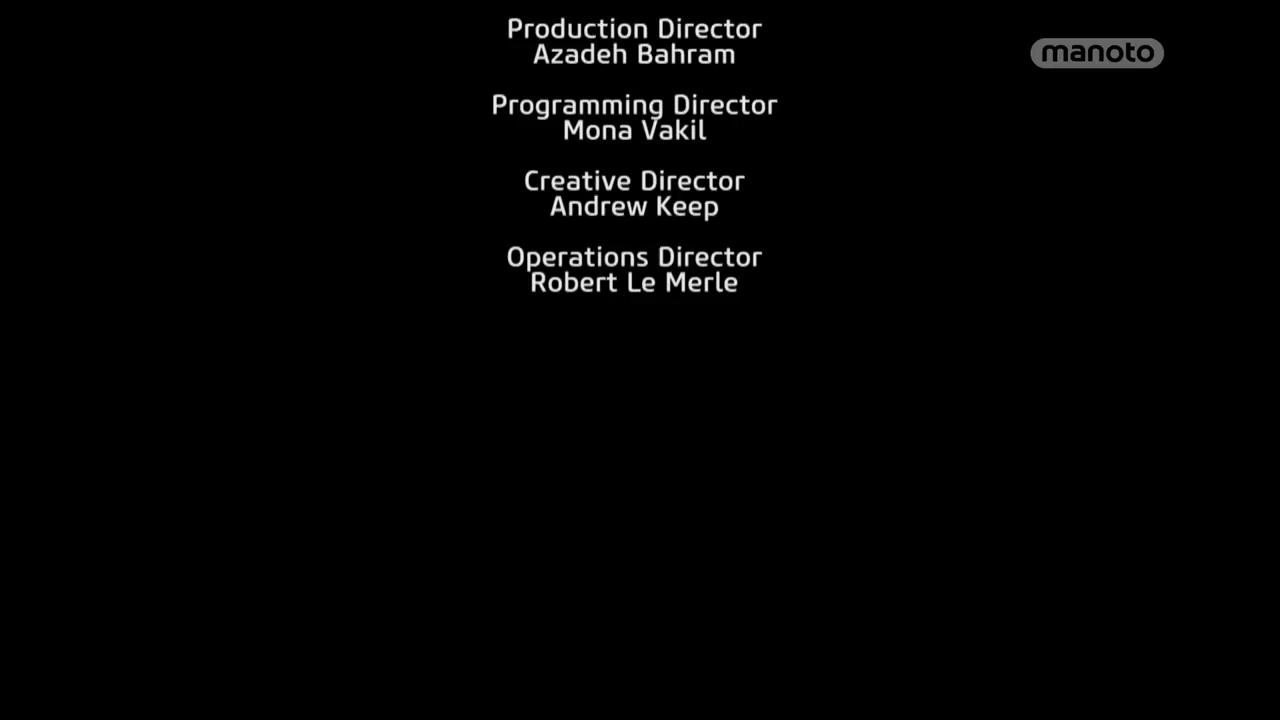 Production Director
Azadeh Bahram
manoto
Programming Director
Mona Vakil
Creative Director
Andrew Keep
Operations Director
Robert Le Merle